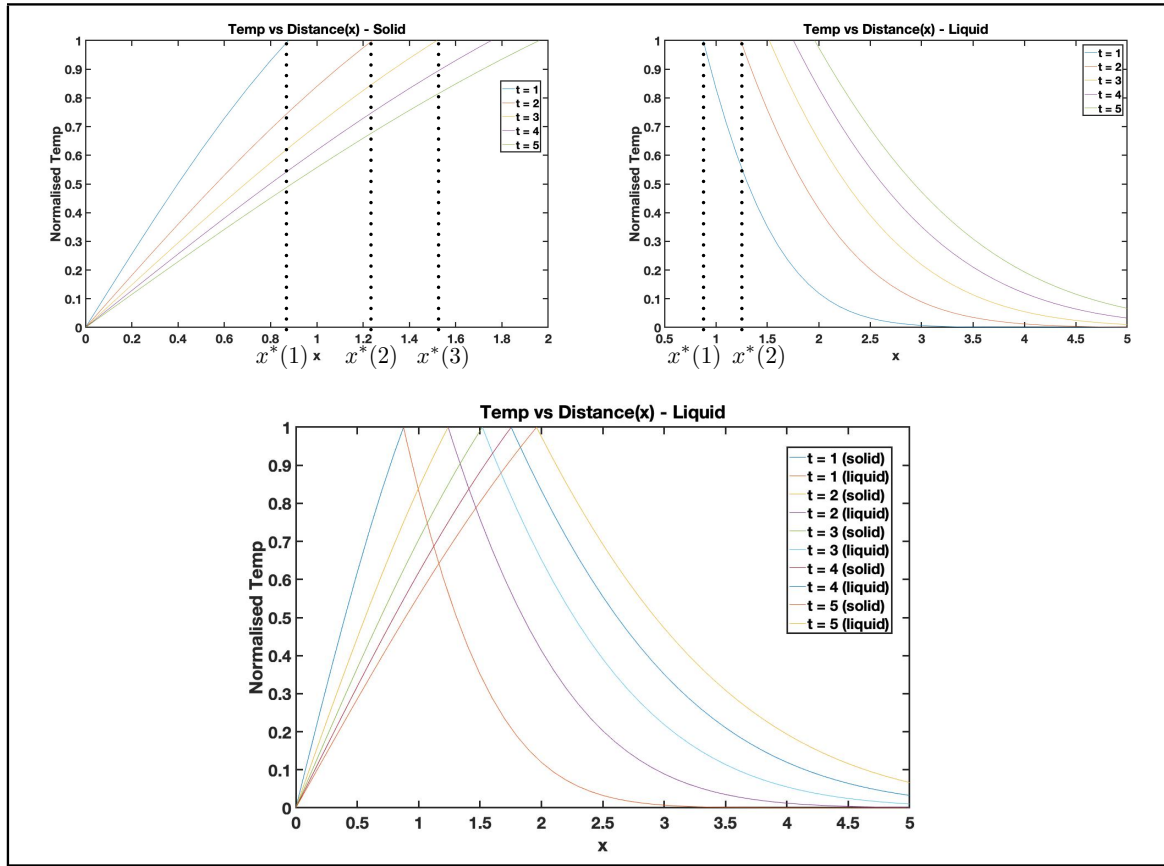 Temp vs Distance(x) - Solid
1
0.9
0.8
0.7
0.6
0.5
0.4
0.3
0.2
0.1
0
Normalised Temp
t = 1
t = 2
t = 3
t = 4
t = 5
0 0.2 0.4 0.6 0.8 1 1.2 1.4 1.6 1.8 2
x
x*(1) x*(2) x*(3)
Temp vs Distance(x) - Liquid
1
0.9
0.8
0.7
0.6
0.5
0.4
0.3
0.2
0.1
0
Normalised Temp
t = 1
t = 2
t = 3
t = 4
t = 5
0.5 1 1.5 2 2.5 3 3.5 4 4.5 5
x
x*(1) x*(2)
Temp vs Distance(x) - Liquid
1
0.9
0.8
0.7
0.6
0.5
0.4
0.3
0.2
0.1
0
Normalised Temp
t = 1 (solid)
t = 1 (liquid)
t = 2 (solid)
t = 2 (liquid)
t = 3 (solid)
t = 3 (liquid)
t = 4 (solid)
t = 4 (liquid)
t = 5 (solid)
t = 5 (liquid)
0 0.5 1 1.5 2 2.5 3 3.5 4 4.5 5
x